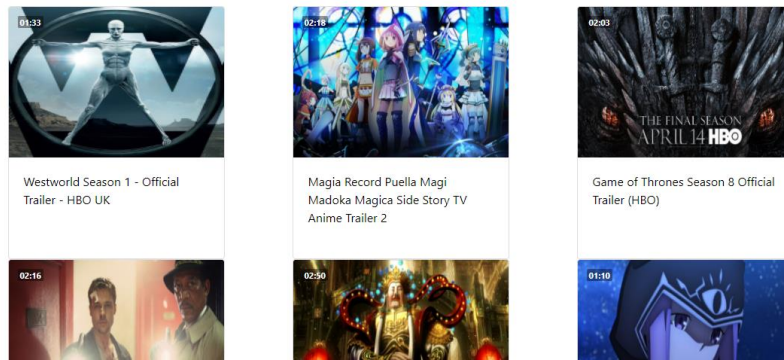 01:33
02:18
02:03
THE FINAL SEASON
APRIL 14 HBO
Westworld Season 1 - Official
Trailer - HBO UK
Magia Record Puella Magi
Madoka Magica Side Story TV
Anime Trailer 2
Game of Thrones Season 8 Official
Trailer (HBO)
02:16
02:50
01:10